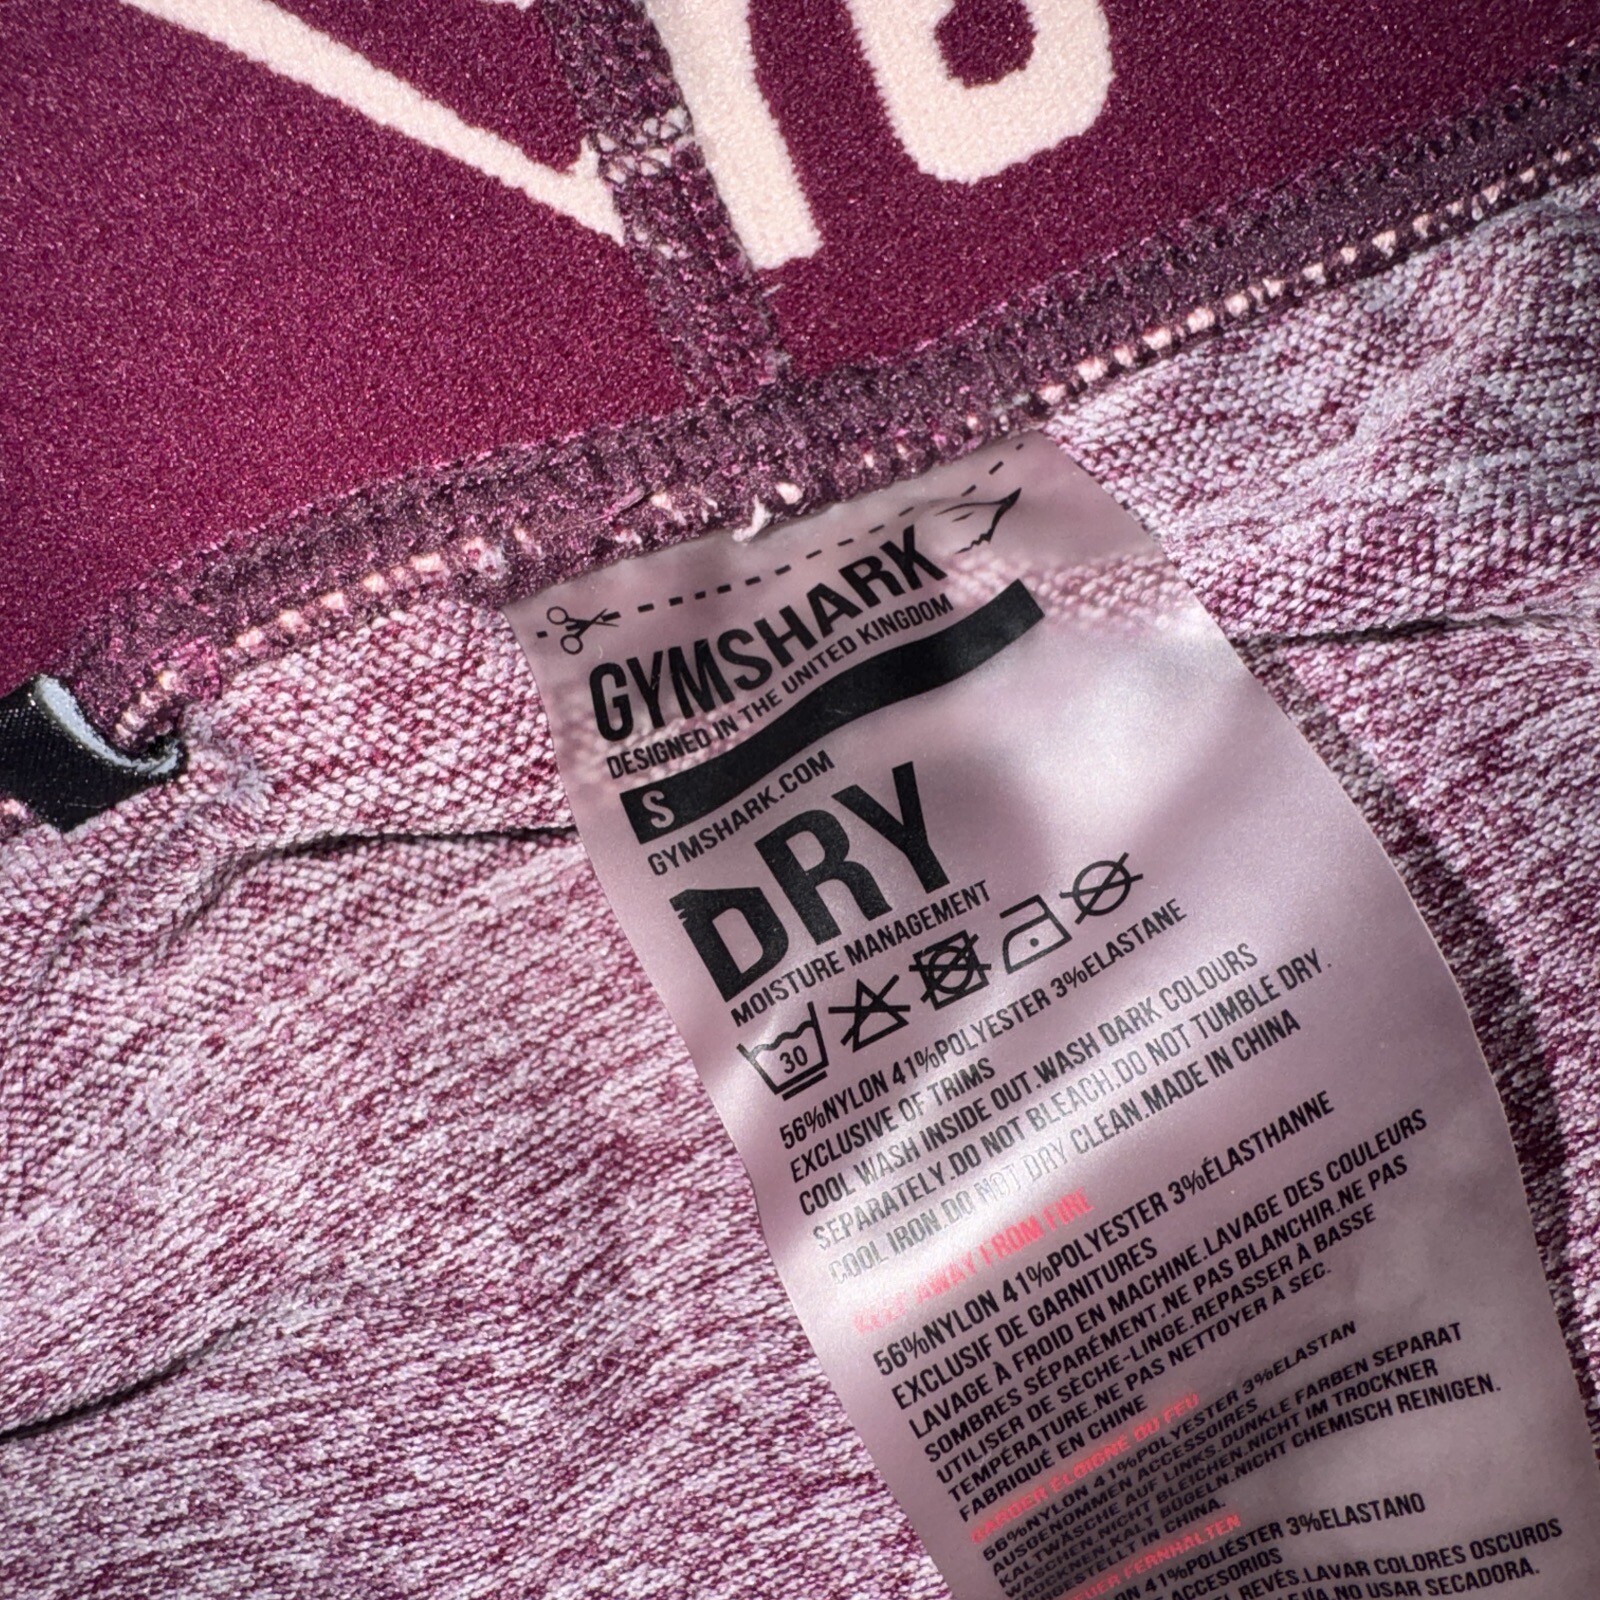 GYMSHARK
DESIGNED IN THE UNITED KINGDOM
S
GYMSHARK.COM
DRY
MOISTURE MANAGEMENT
30
56%NYLON 41%POLYESTER 3%ELASTANE
EXCLUSIVE OF TRIMS
COOL WASH INSIDE OUT.WASH DARK COLOURS
SEPARATELY.DO NOT BLEACH.DO NOT TUMBLE DRY.
COOL IRON.DO NOT DRY CLEAN.MADE IN CHINA
KEEP AWAY FROM FIRE
56%NYLON 41%POLYESTER 3%ÉLASTHANNE
EXCLUSIF DE GARNITURES
LAVAGE À FROID EN MACHINE.LAVAGE DES COULEURS
SOMBRES SÉPARÉMENT.NE PAS BLANCHIR.NE PAS
UTILISER DE SÈCHE-LINGE.REPASSER À BASSE
TEMPÉRATURE.NE PAS NETTOYER À SEC.
FABRIQUÉ EN CHINE
GARDER ÉLOIGNÉ DU FEU
56%NYLON 41%POLYESTER 3%ELASTAN
AUSGENOMMEN ACCESSOIRES
KALTWÄSCHE AUF LINKS.DUNKLE FARBEN SEPARAT
WASCHEN.NICHT BLEICHEN.NICHT IM TROCKNER
TROCKNEN.KALT BÜGELN.NICHT CHEMISCH REINIGEN.
IN CHINA.
FERNHALTEN
41%POLIÉSTER 3%ELASTANO
ACCESORIOS
REVÉS.LAVAR COLORES OSCUROS
NO USAR SECADORA.